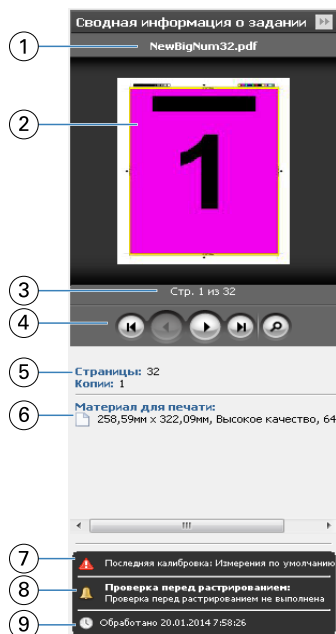 Сводная информация о задании
1
NewBigNum32.pdf
2
1
3
Стр. 1 из 32
4
5
Страницы: 32
Копии: 1
6
Материал для печати:
258,59мм x 322,09мм, Высокое качество, 64
7
Последняя калибровка: Измерения по умолчанию
8
Проверка перед растрированием:
Проверка перед растрированием не выполнена
9
Обработано 20.01.2014 7:58:26